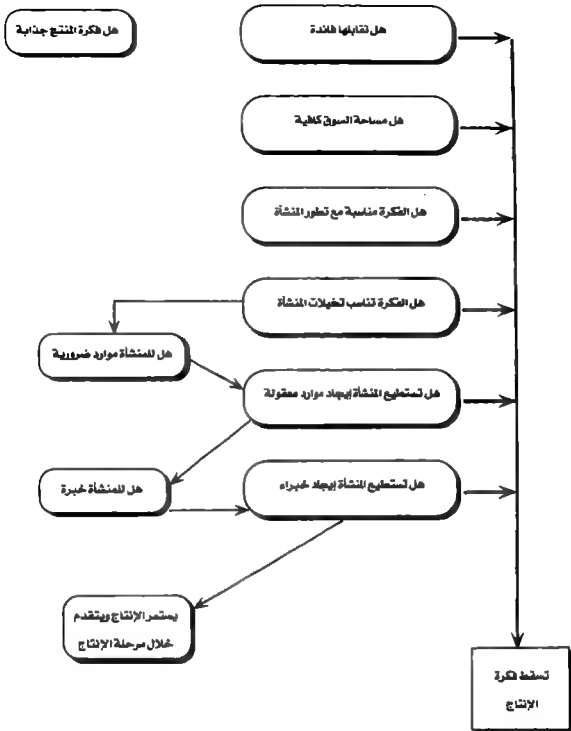 هل فكرة المنتج جذابة
هل تقابلها فائدة
هل مساحة السوق كافية
هل الفكرة مناسبة مع تطور المنشأة
هل الفكرة تناسب تخيلات المنشأة
هل للمنشأة موارد ضرورية
هل تستطيع المنشأة إيجاد موارد معقولة
هل للمنشأة خبرة
هل تستطيع المنشأة إيجاد خبراء
يستمر الإنتاج ويتقدم
خلال مرحلة الإنتاج
تسقط فكرة
الإنتاج